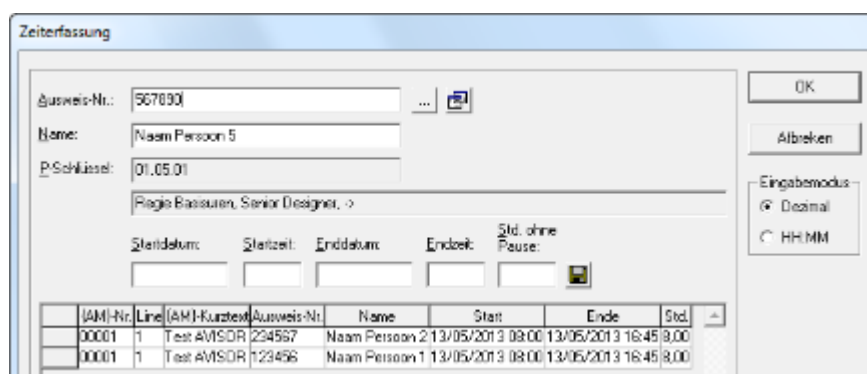 Zeiterfassung
Ausweis-Nr.: 567890 ...
OK
Name: Naam Persoon 5
Afbreken
P-Schlüssel: 01.05.01
Eingabemodus
Regie Basisuren, Senior Designer, ->
Dezimal
HH:MM
Startdatum: Startzeit: Enddatum: Endzeit: Std. ohne Pause:
(AM)-Nr. Line (AM)-Kurztext Ausweis-Nr. Name Start Ende Std.
00001 1 Test AVISOR 234567 Naam Persoon 2 13/05/2013 08:00 13/05/2013 16:45 8,00
00001 1 Test AVISOR 123456 Naam Persoon 1 13/05/2013 08:00 13/05/2013 16:45 8,00